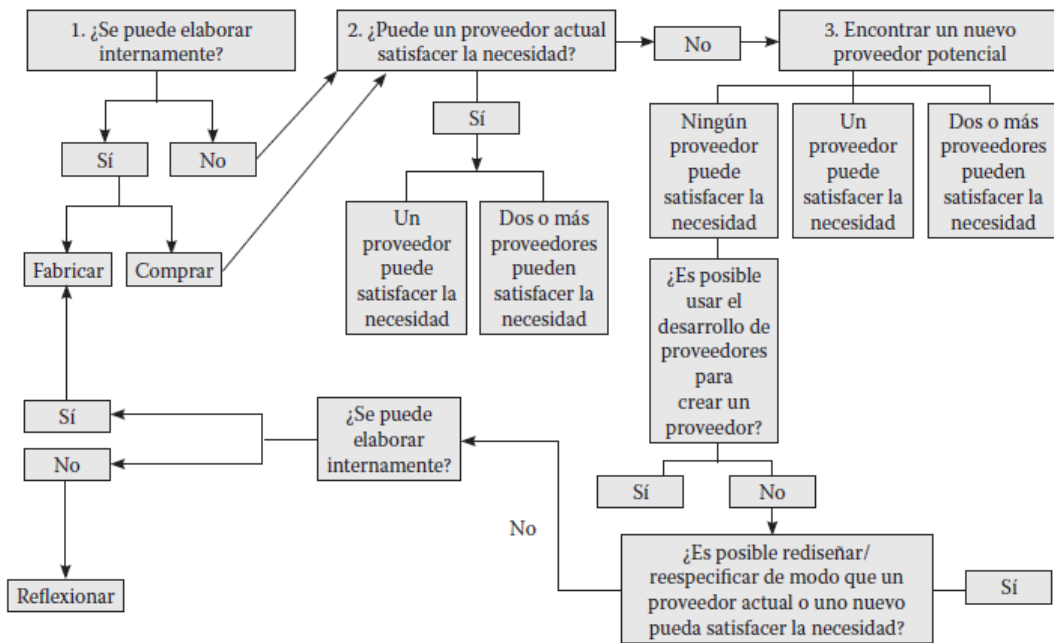 1. ¿Se puede elaborar
internamente?
2. ¿Puede un proveedor actual
satisfacer la necesidad?
No
3. Encontrar un nuevo
proveedor potencial
Sí
No
Fabricar
Comprar
Sí
Un
proveedor
puede
satisfacer la
necesidad
Dos o más
proveedores
pueden
satisfacer la
necesidad
Ningún
proveedor
puede
satisfacer la
necesidad
Un
proveedor
puede
satisfacer la
necesidad
Dos o más
proveedores
pueden
satisfacer la
necesidad
¿Es posible
usar el
desarrollo de
proveedores
para
crear un
proveedor?
Sí
No
¿Es posible rediseñar/
reespecificar de modo que un
proveedor actual o uno nuevo
pueda satisfacer la necesidad?
Sí
No
¿Se puede
elaborar
internamente?
Sí
No
Reflexionar